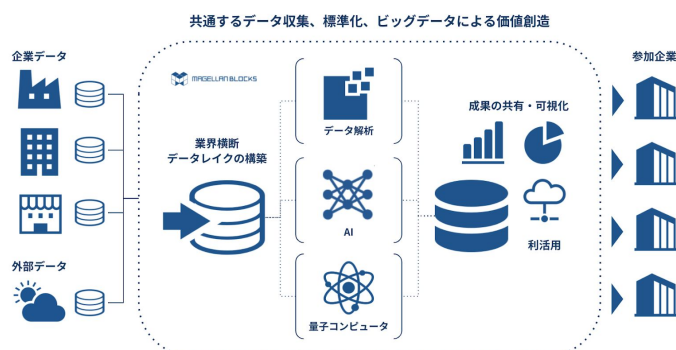 共通するデータ収集、標準化、ビッグデータによる価値創造
企業データ
参加企業
MAGELLAN BLOCKS
業界横断
データレイクの構築
データ解析
成果の共有・可視化
AI
利活用
外部データ
量子コンピュータ